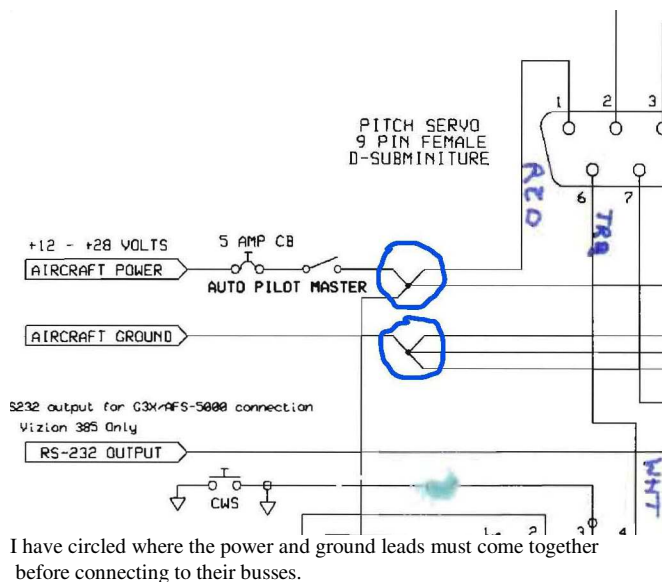 1 2 3
PITCH SERVO
9 PIN FEMALE
D-SUBMINITURE
6 7
RED
TRQ
+12 - +28 VOLTS
5 AMP CB
AIRCRAFT POWER
AUTO PILOT MASTER
AIRCRAFT GROUND
S232 output for G3X/AFS-5000 connection
Vizion 385 Only
RS-232 OUTPUT
WHT
CWS
1 2 3 4
I have circled where the power and ground leads must come together
before connecting to their busses.